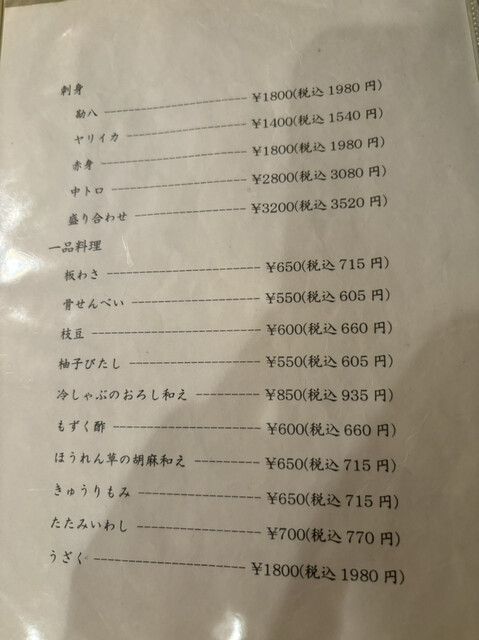 刺身
勘八 ¥1800(税込 1980 円)
ヤリイカ ¥1400(税込 1540 円)
赤身 ¥1800(税込 1980 円)
中トロ ¥2800(税込 3080 円)
盛り合わせ ¥3200(税込 3520 円)
一品料理
板わさ ¥650(税込 715 円)
骨せんべい ¥550(税込 605 円)
枝豆 ¥600(税込 660 円)
柚子びたし ¥550(税込 605 円)
冷しゃぶのおろし和え ¥850(税込 935 円)
もずく酢 ¥600(税込 660 円)
ほうれん草の胡麻和え ¥650(税込 715 円)
きゅうりもみ ¥650(税込 715 円)
たたみいわし ¥700(税込 770 円)
うざく ¥1800(税込 1980 円)